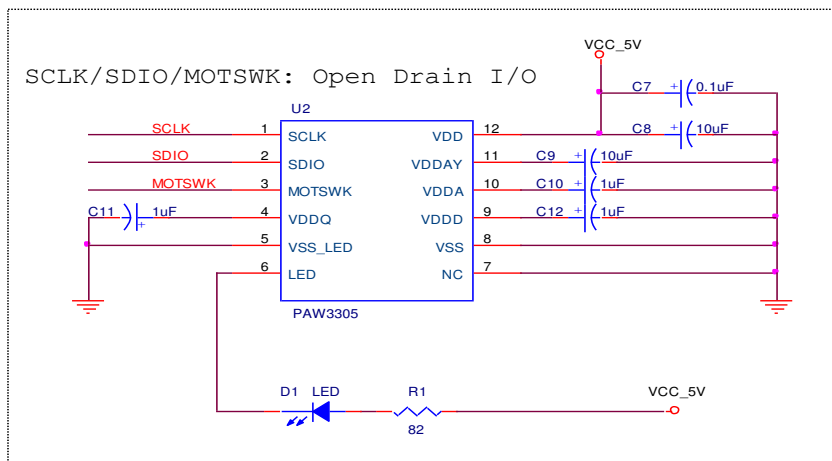 VCC_5V
SCLK/SDIO/MOTSWK: Open Drain I/O
C7 + 0.1uF
U2
SCLK 1 SCLK VDD 12 C8 + 10uF
SDIO 2 SDIO VDDAY 11 C9 + 10uF
MOTSWK 3 MOTSWK VDDA 10 C10 + 1uF
C11 + 1uF 4 VDDQ VDDD 9 C12 + 1uF
5 VSS_LED VSS 8
6 LED NC 7
PAW3305
D1 LED R1 VCC_5V
82